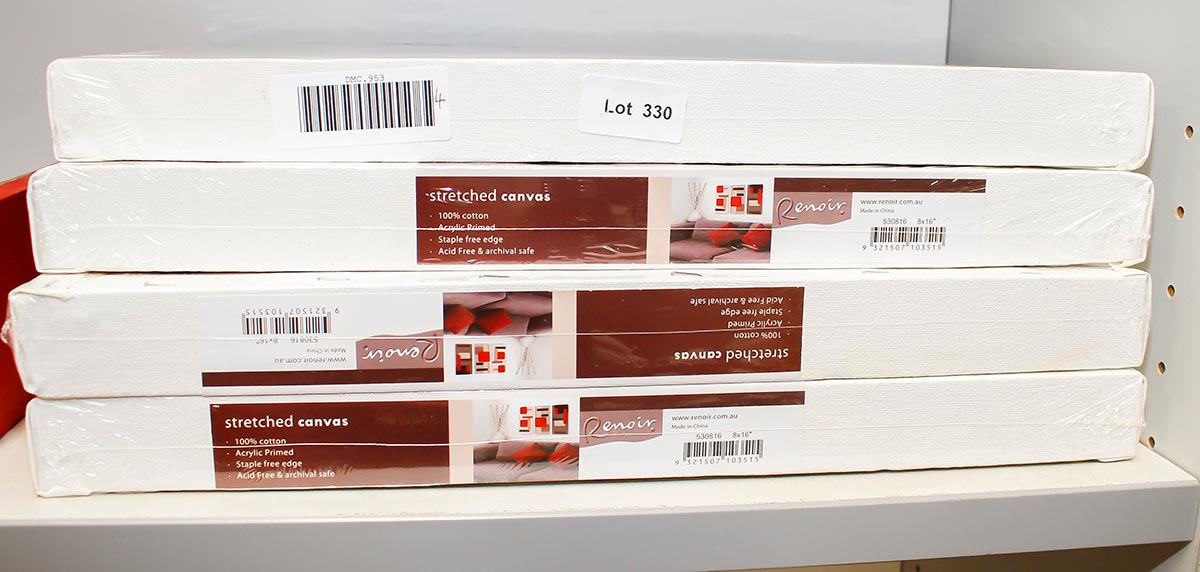 DMC.953
4
Lot 330
stretched canvas
· 100% cotton
· Acrylic Primed
· Staple free edge
· Acid Free & archival safe
Renoir
www.renoir.com.au
Made in China
530816 8x16"
9 321507 103515
stretched canvas
· 100% cotton
· Acrylic Primed
· Staple free edge
· Acid Free & archival safe
Renoir
www.renoir.com.au
Made in China
530816 8x16"
9 321507 103515
stretched canvas
· 100% cotton
· Acrylic Primed
· Staple free edge
· Acid Free & archival safe
Renoir
www.renoir.com.au
Made in China
530816 8x16"
9 321507 103515